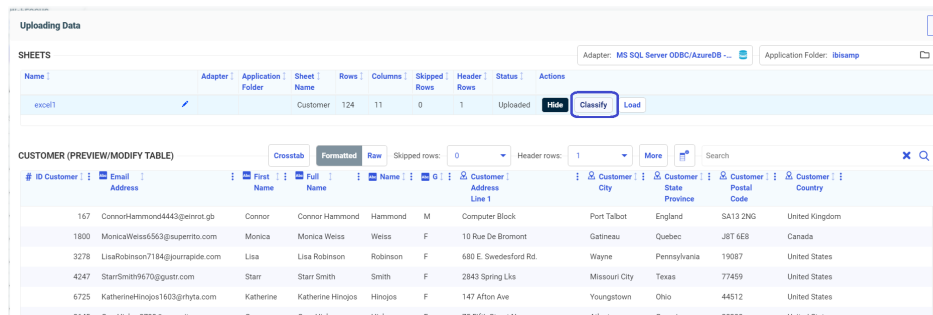 Uploading Data
SHEETS
Adapter: MS SQL Server ODBC/AzureDB -...
Application Folder: ibisamp
Name Adapter Application Folder Sheet Name Rows Columns Skipped Rows Header Rows Status Actions
excel1 Customer 124 11 0 1 Uploaded Hide Classify Load
CUSTOMER (PREVIEW/MODIFY TABLE) Crosstab Formatted Raw Skipped rows: 0 Header rows: 1 More Search
# ID Customer Abc Email Address Abc First Name Abc Full Name Abc Name Abc G Customer Address Line 1 Customer City Customer State Province Customer Postal Code Customer Country
167 ConnorHammond4443@einrot.gb Connor Connor Hammond Hammond M Computer Block Port Talbot England SA13 2NG United Kingdom
1800 MonicaWeiss6563@superrito.com Monica Monica Weiss Weiss F 10 Rue De Bromont Gatineau Quebec J8T 6E8 Canada
3278 LisaRobinson7184@jourrapide.com Lisa Lisa Robinson Robinson F 680 E. Swedesford Rd. Wayne Pennsylvania 19087 United States
4247 StarrSmith9670@gustr.com Starr Starr Smith Smith F 2843 Spring Lks Missouri City Texas 77459 United States
6725 KatherineHinojos1603@rhyta.com Katherine Katherine Hinojos Hinojos F 147 Afton Ave Youngstown Ohio 44512 United States